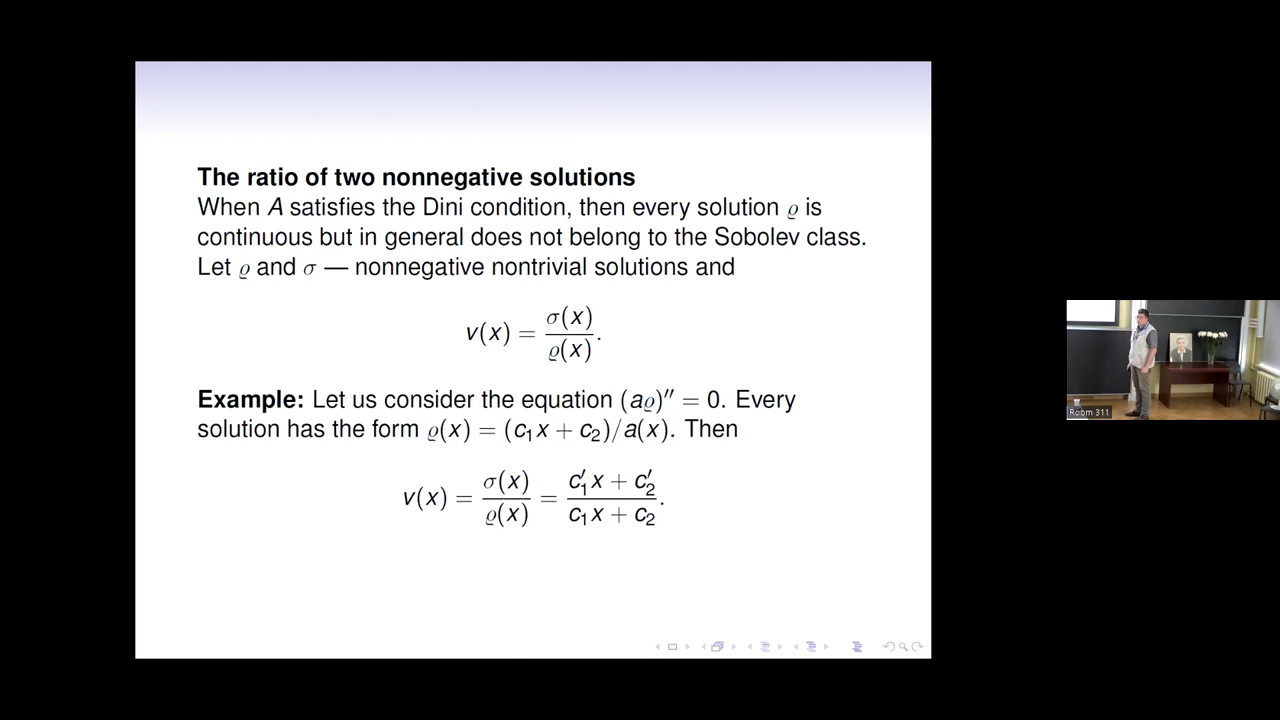 The ratio of two nonnegative solutions
When A satisfies the Dini condition, then every solution ϱ is
continuous but in general does not belong to the Sobolev class.
Let ϱ and σ — nonnegative nontrivial solutions and
v(x) = σ(x)/ϱ(x).
Example: Let us consider the equation (aϱ)″ = 0. Every
solution has the form ϱ(x) = (c₁x + c₂)/a(x). Then
v(x) = σ(x)/ϱ(x) = (c₁′x + c₂′)/(c₁x + c₂).
Room 311